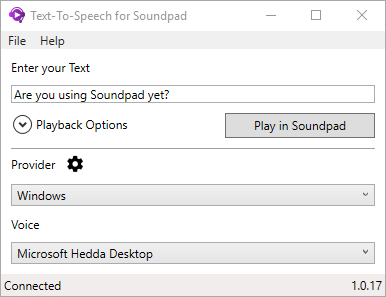 Text-To-Speech for Soundpad
File Help
Enter your Text
Are you using Soundpad yet?
Playback Options Play in Soundpad
Provider
Windows
Voice
Microsoft Hedda Desktop
Connected 1.0.17